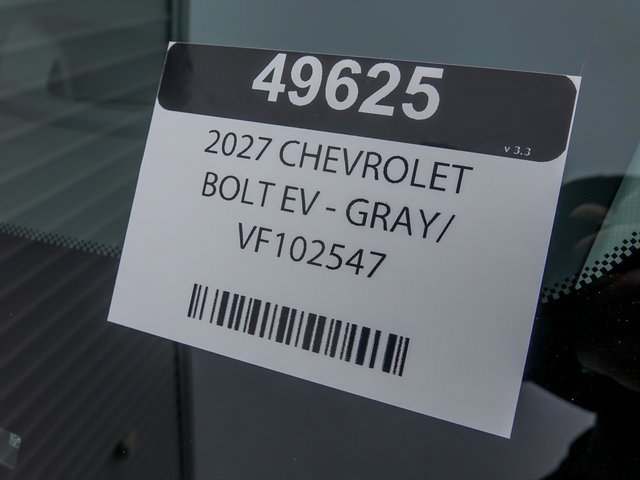 49625
v 3.3
2027 CHEVROLET
BOLT EV - GRAY/
VF102547